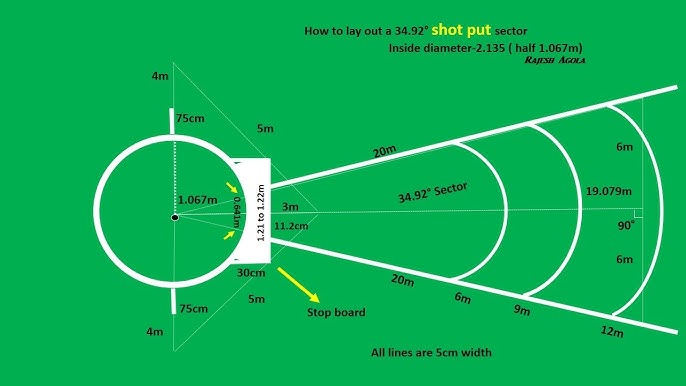 How to lay out a 34.92° shot put sector
Inside diameter-2.135 ( half 1.067m)
Rajesh Agola
4m
75cm
5m
20m
6m
1.067m
0.641m
1.21 to 1.22m
3m
11.2cm
34.92° Sector
19.079m
90°
6m
30cm
5m
20m
6m
9m
12m
75cm
4m
Stop board
All lines are 5cm width